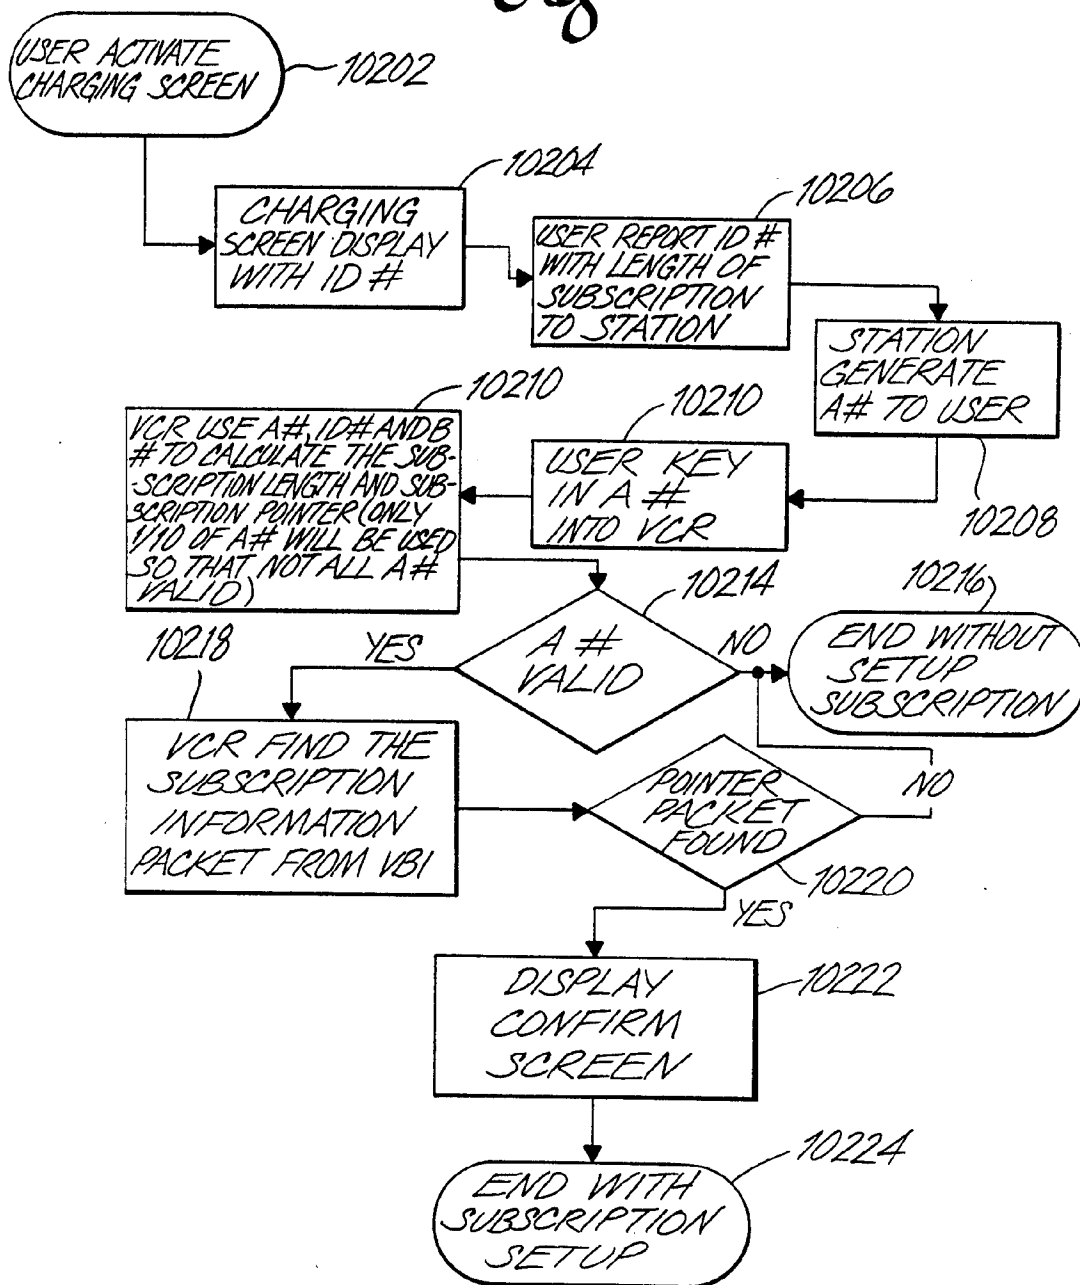 USER ACTIVATE
CHARGING SCREEN
10202
10204
CHARGING
SCREEN DISPLAY
WITH ID #
10206
USER REPORT ID #
WITH LENGTH OF
SUBSCRIPTION
TO STATION
STATION
GENERATE
A# TO USER
10208
10210
USER KEY
IN A #
INTO VCR
10210
VCR USE A#, ID# AND B
# TO CALCULATE THE SUB-
-SCRIPTION LENGTH AND SUB-
SCRIPTION POINTER (ONLY
1/10 OF A# WILL BE USED
SO THAT NOT ALL A#
VALID)
10214
A #
VALID
YES
NO
10216
END WITHOUT
SETUP
SUBSCRIPTION
10218
VCR FIND THE
SUBSCRIPTION
INFORMATION
PACKET FROM VBI
POINTER
PACKET
FOUND
NO
10220
YES
DISPLAY
CONFIRM
SCREEN
10222
END WITH
SUBSCRIPTION
SETUP
10224